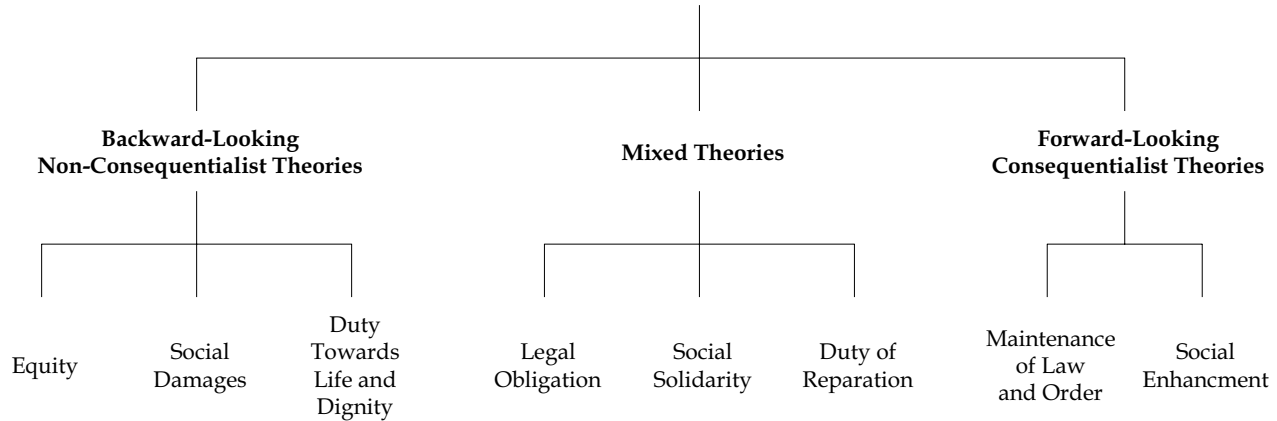 Backward-Looking
Non-Consequentialist Theories
Mixed Theories
Forward-Looking
Consequentialist Theories
Equity
Social
Damages
Duty
Towards
Life and
Dignity
Legal
Obligation
Social
Solidarity
Duty of
Reparation
Maintenance
of Law
and Order
Social
Enhancment